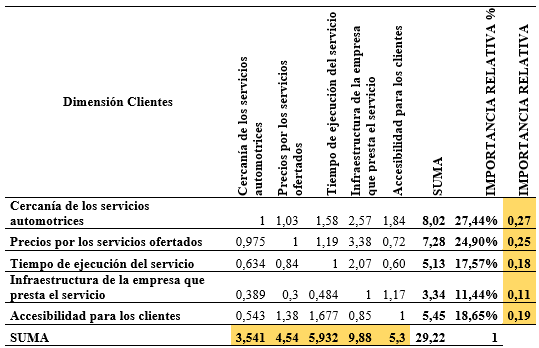 Dimensión Clientes
Cercanía de los servicios
automotrices
Precios por los servicios
ofertados
Tiempo de ejecución del servicio
Infraestructura de la empresa
que presta el servicio
Accesibilidad para los clientes
SUMA
IMPORTANCIA RELATIVA %
IMPORTANCIA RELATIVA
Cercanía de los servicios
automotrices 1 1,03 1,58 2,57 1,84 8,02 27,44% 0,27
Precios por los servicios ofertados 0,975 1 1,19 3,38 0,72 7,28 24,90% 0,25
Tiempo de ejecución del servicio 0,634 0,84 1 2,07 0,60 5,13 17,57% 0,18
Infraestructura de la empresa que
presta el servicio 0,389 0,3 0,484 1 1,17 3,34 11,44% 0,11
Accesibilidad para los clientes 0,543 1,38 1,677 0,85 1 5,45 18,65% 0,19
SUMA 3,541 4,54 5,932 9,88 5,3 29,22 1